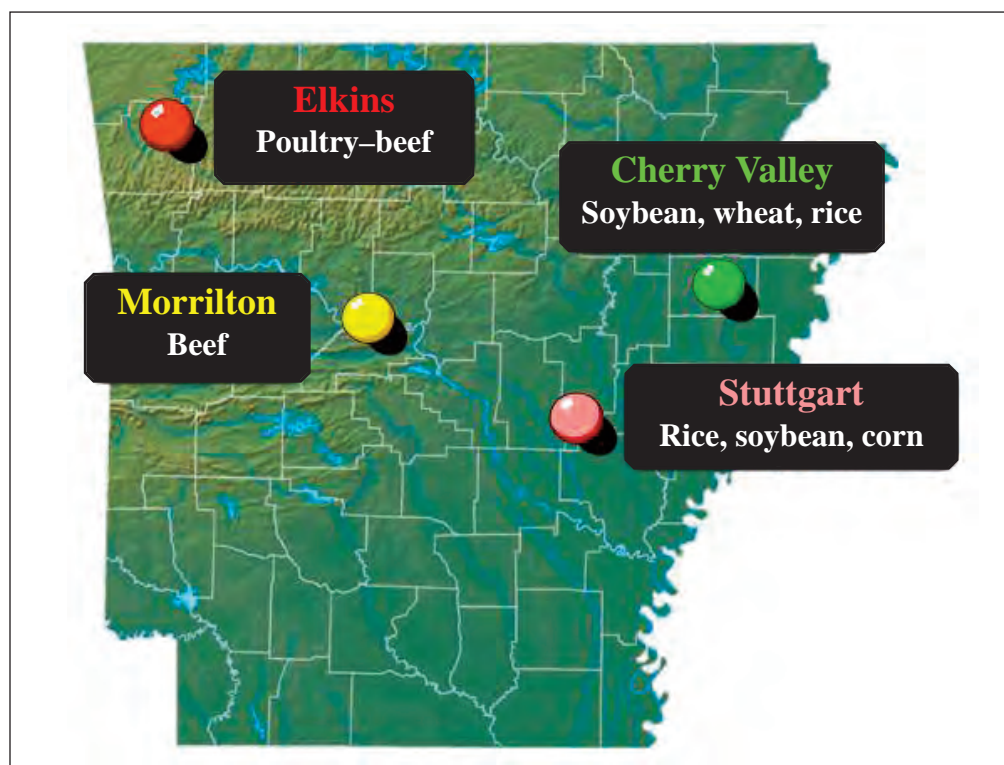 Elkins
Poultry–beef
Cherry Valley
Soybean, wheat, rice
Morrilton
Beef
Stuttgart
Rice, soybean, corn